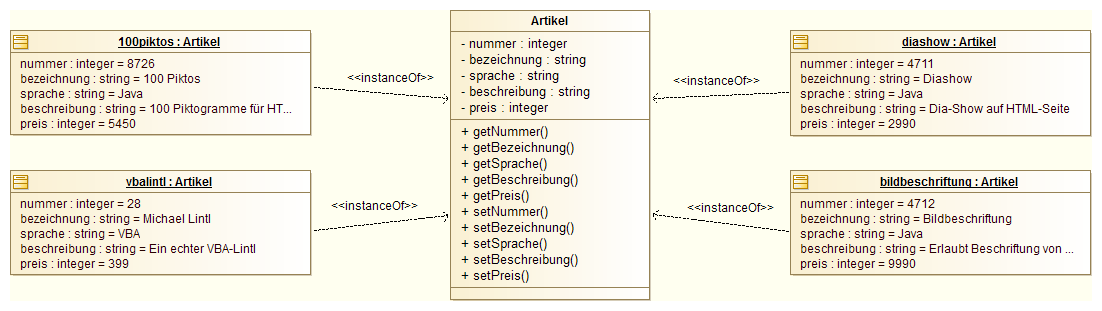 100piktos : Artikel
nummer : integer = 8726
bezeichnung : string = 100 Piktos
sprache : string = Java
beschreibung : string = 100 Piktogramme für HT...
preis : integer = 5450
<<instanceOf>>
vbalintl : Artikel
nummer : integer = 28
bezeichnung : string = Michael Lintl
sprache : string = VBA
beschreibung : string = Ein echter VBA-Lintl
preis : integer = 399
<<instanceOf>>
Artikel
- nummer : integer
- bezeichnung : string
- sprache : string
- beschreibung : string
- preis : integer
+ getNummer()
+ getBezeichnung()
+ getSprache()
+ getBeschreibung()
+ getPreis()
+ setNummer()
+ setBezeichnung()
+ setSprache()
+ setBeschreibung()
+ setPreis()
<<instanceOf>>
diashow : Artikel
nummer : integer = 4711
bezeichnung : string = Diashow
sprache : string = Java
beschreibung : string = Dia-Show auf HTML-Seite
preis : integer = 2990
<<instanceOf>>
bildbeschriftung : Artikel
nummer : integer = 4712
bezeichnung : string = Bildbeschriftung
sprache : string = Java
beschreibung : string = Erlaubt Beschriftung von ...
preis : integer = 9990